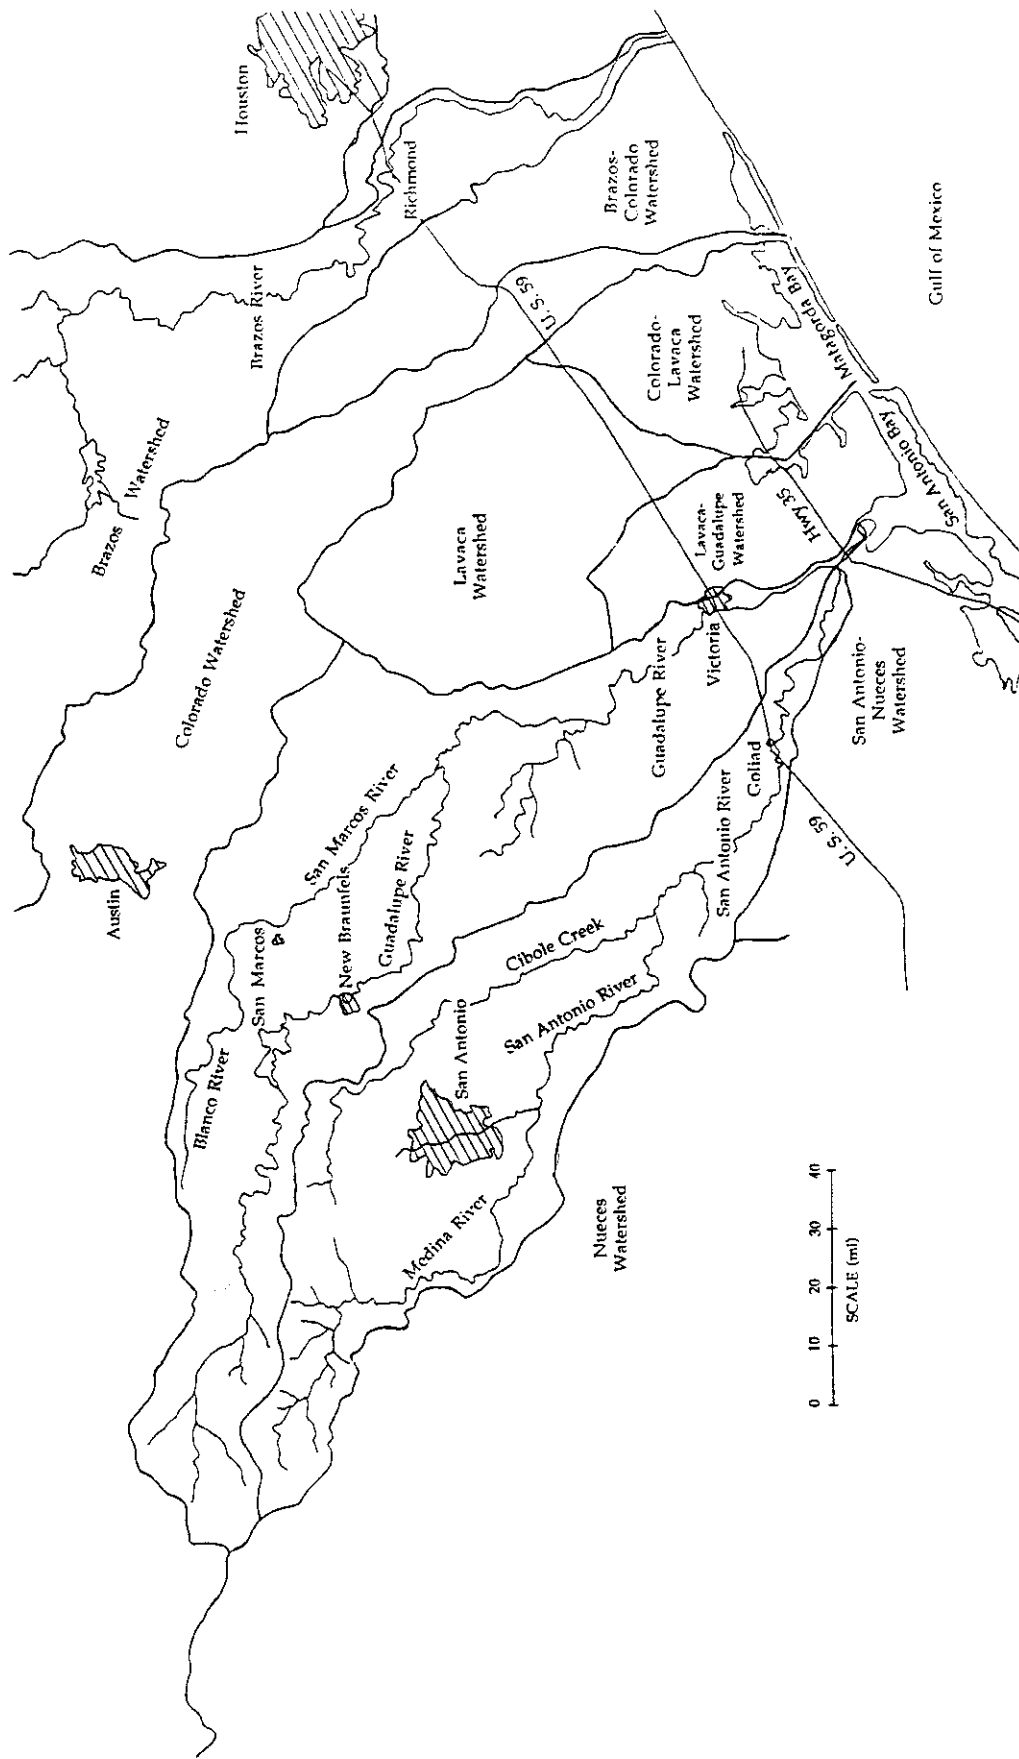 Houston
Richmond
Brazos River
Brazos
Watershed
Brazos-
Colorado
Watershed
Austin
Colorado Watershed
Lavaca
Watershed
U. S. 59
Colorado-
Lavaca
Watershed
Matagorda Bay
Gulf of Mexico
Lavaca-
Guadalupe
Watershed
Hwy 35
San Antonio Bay
Victoria
Guadalupe River
San Marcos River
Guadalupe River
San Marcos
New Braunfels
Blanco River
Goliad
San Antonio-
Nueces
Watershed
U. S. 59
San Antonio River
Cibole Creek
San Antonio River
San Antonio
Medina River
Nueces
Watershed
0 10 20 30 40
SCALE (mi)